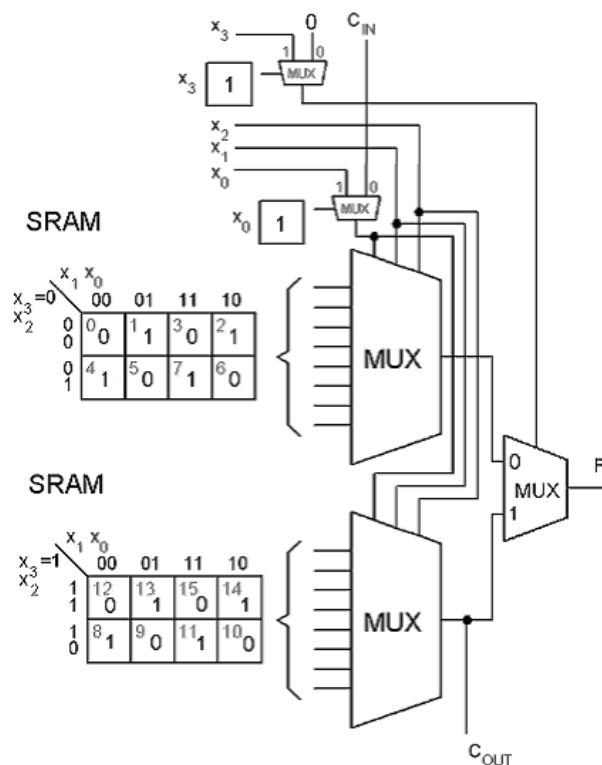 x3 0 CIN
1 0
MUX
x3 1
x2
x1
x0
1 0
MUX
x0 1
SRAM
x1 x0
x3=0 00 01 11 10
x2
0 0 0 0 1 1 3 0 2 1
0 1 4 1 5 0 7 1 6 0
MUX
0
MUX
1
F
SRAM
x1 x0
x3=1 00 01 11 10
x2
1 1 12 0 13 1 15 0 14 1
1 0 8 1 9 0 11 1 10 0
MUX
COUT